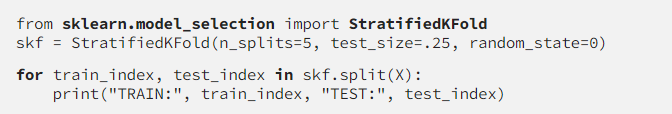 from sklearn.model_selection import StratifiedKFold
skf = StratifiedKFold(n_splits=5, test_size=.25, random_state=0)
for train_index, test_index in skf.split(X):
    print("TRAIN:", train_index, "TEST:", test_index)